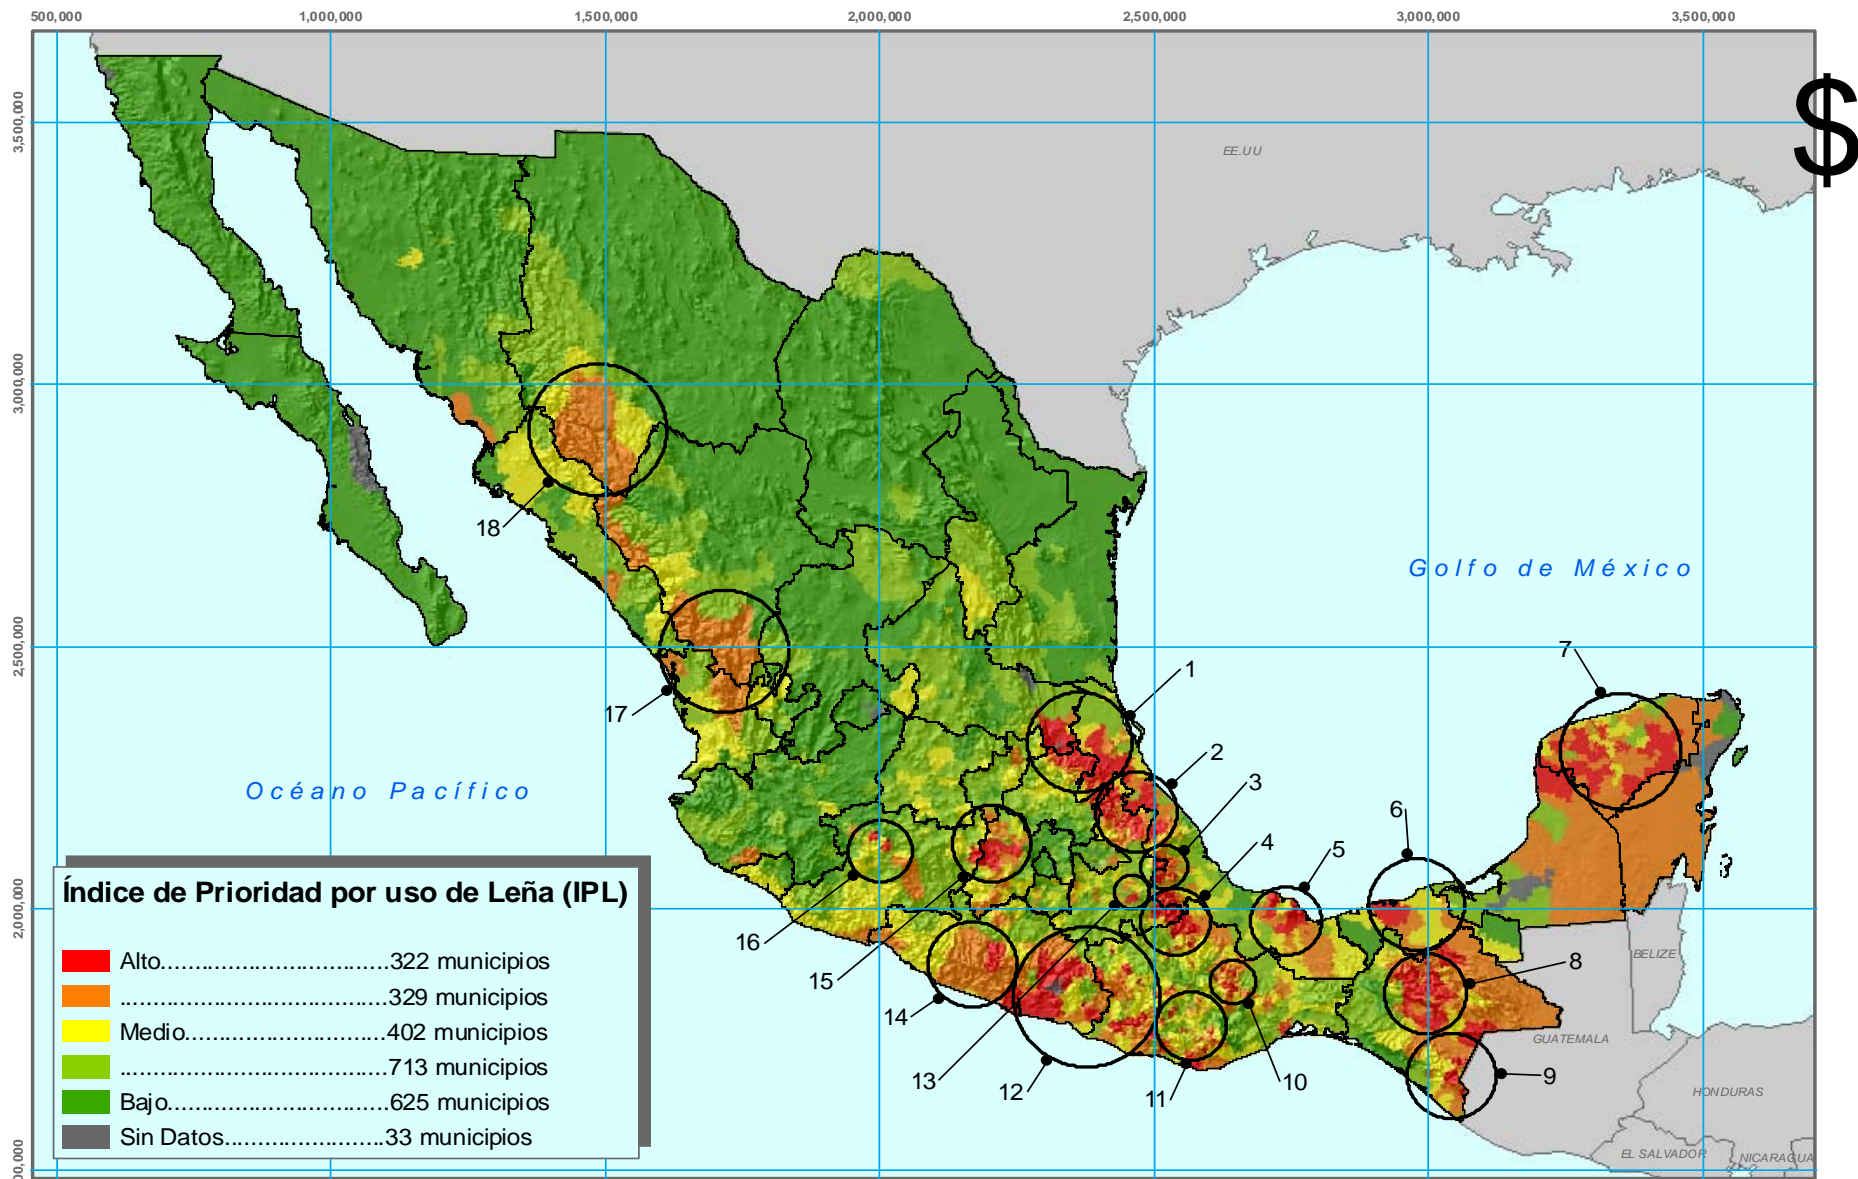 500,000
1,000,000
1,500,000
2,000,000
2,500,000
3,000,000
3,500,000
3,500,000
3,000,000
2,500,000
2,000,000
$
EE.UU
Golfo de México
Océano Pacífico
1
2
3
4
5
6
7
8
9
10
11
12
13
14
15
16
17
18
BELIZE
GUATEMALA
HONDURAS
EL SALVADOR
NICARAGUA
Índice de Prioridad por uso de Leña (IPL)
Alto..................................322 municipios
.......................................329 municipios
Medio..............................402 municipios
.......................................713 municipios
Bajo.................................625 municipios
Sin Datos.......................33 municipios